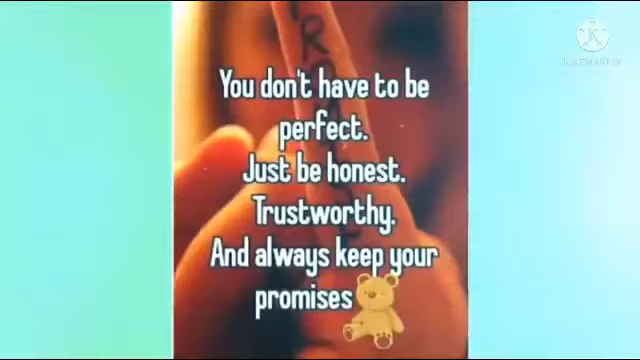 You don't have to be
perfect.
Just be honest.
Trustworthy.
And always keep your
promises